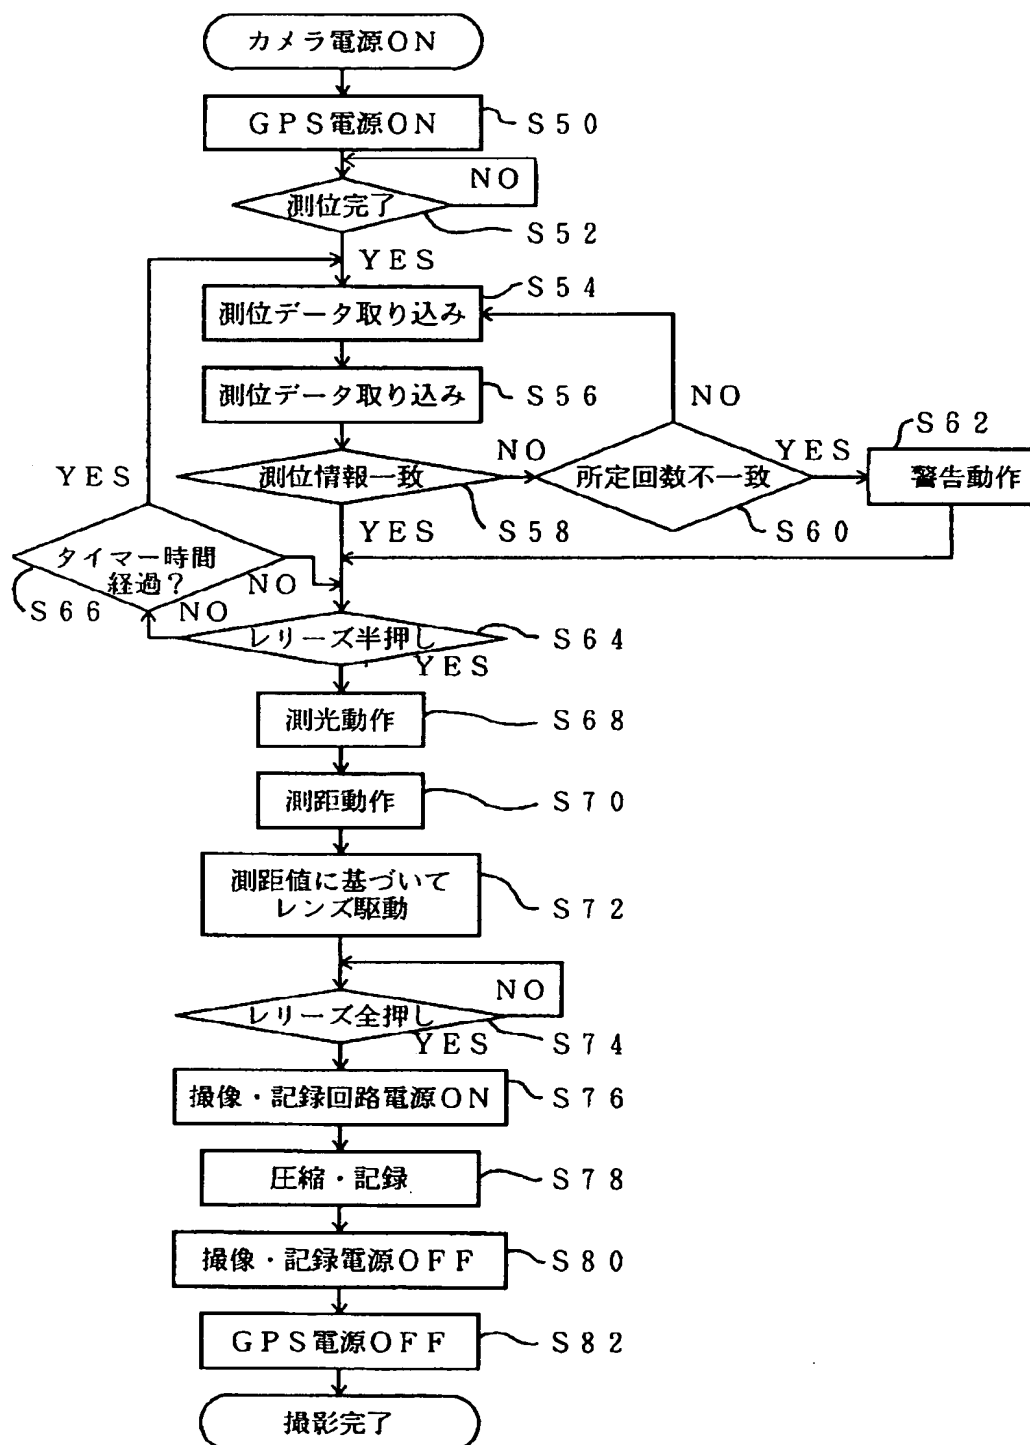 カメラ電源ON
GPS電源ON
S50
NO
測位完了
S52
YES
S54
測位データ取り込み
測位データ取り込み
S56
NO
S62
YES
NO
YES
測位情報一致
所定回数不一致
警告動作
S58
S60
YES
タイマー時間
経過?
NO
S66
NO
レリーズ半押し
S64
YES
測光動作
S68
測距動作
S70
測距値に基づいて
レンズ駆動
S72
NO
レリーズ全押し
YES
S74
撮像・記録回路電源ON
S76
圧縮・記録
S78
撮像・記録電源OFF
S80
GPS電源OFF
S82
撮影完了